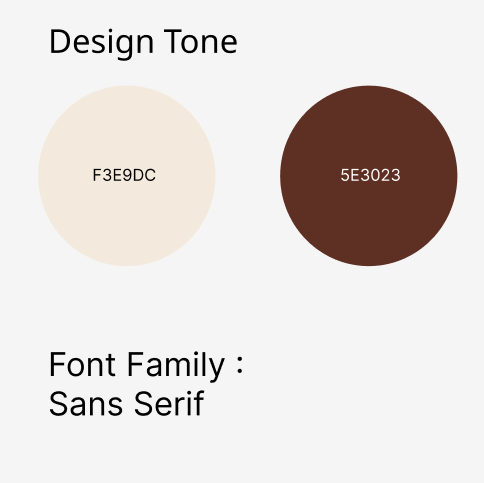 Design Tone
F3E9DC
5E3023
Font Family :
Sans Serif